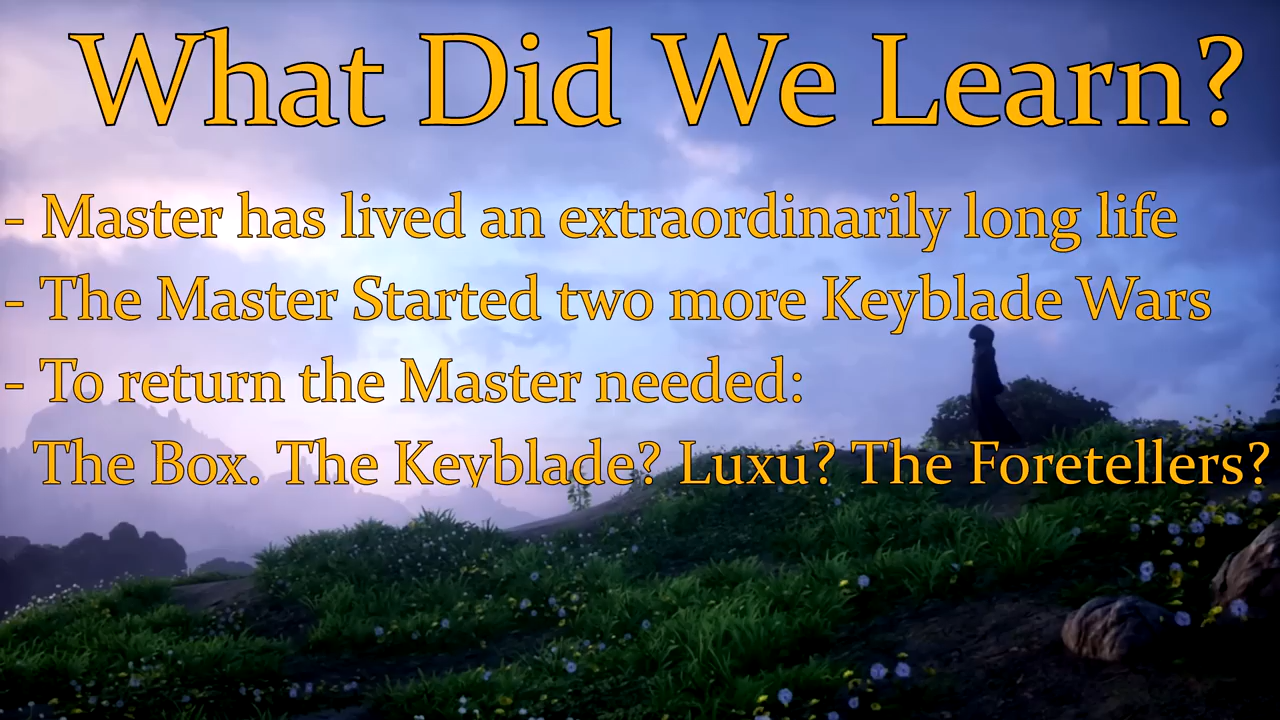 What Did We Learn?
- Master has lived an extraordinarily long life
- The Master Started two more Keyblade Wars
- To return the Master needed:
The Box. The Keyblade? Luxu? The Foretellers?